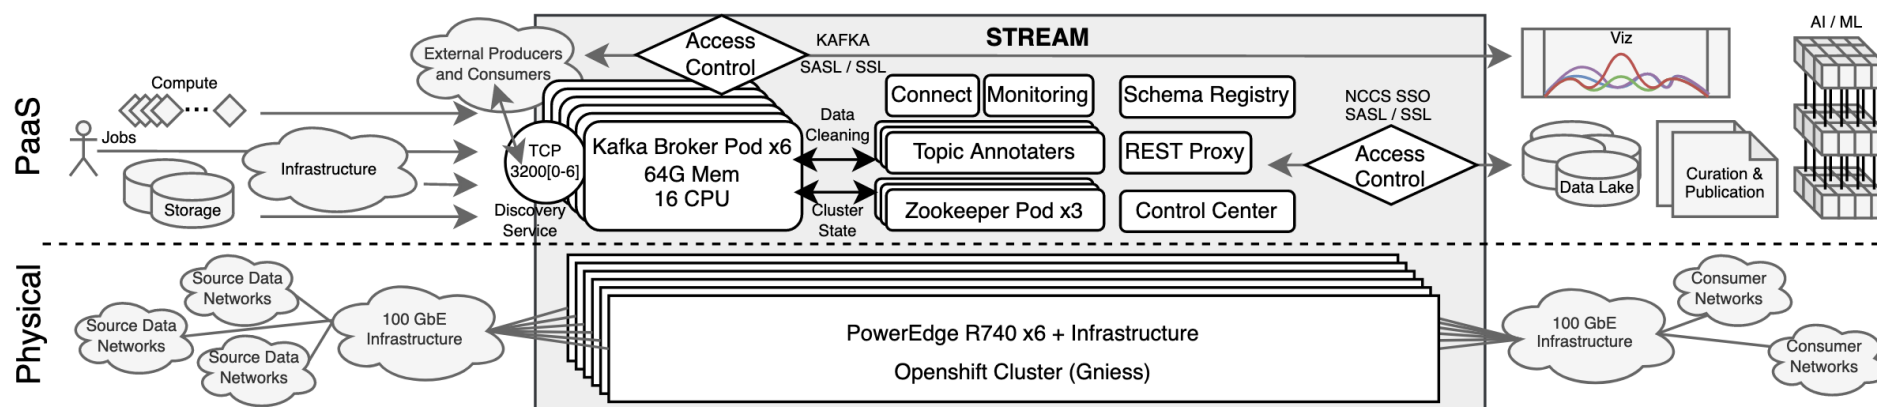 PaaS
Compute
Jobs
Infrastructure
Storage
External Producers
and Consumers
TCP
3200[0-6]
Discovery
Service
STREAM
Access
Control
KAFKA
SASL / SSL
Kafka Broker Pod x6
64G Mem
16 CPU
Data
Cleaning
Cluster
State
Connect
Monitoring
Schema Registry
Topic Annotaters
REST Proxy
Zookeeper Pod x3
Control Center
NCCS SSO
SASL / SSL
Access
Control
Viz
AI / ML
Data Lake
Curation &
Publication
Physical
Source Data
Networks
Source Data
Networks
Source Data
Networks
100 GbE
Infrastructure
PowerEdge R740 x6 + Infrastructure
Openshift Cluster (Gniess)
100 GbE
Infrastructure
Consumer
Networks
Consumer
Networks